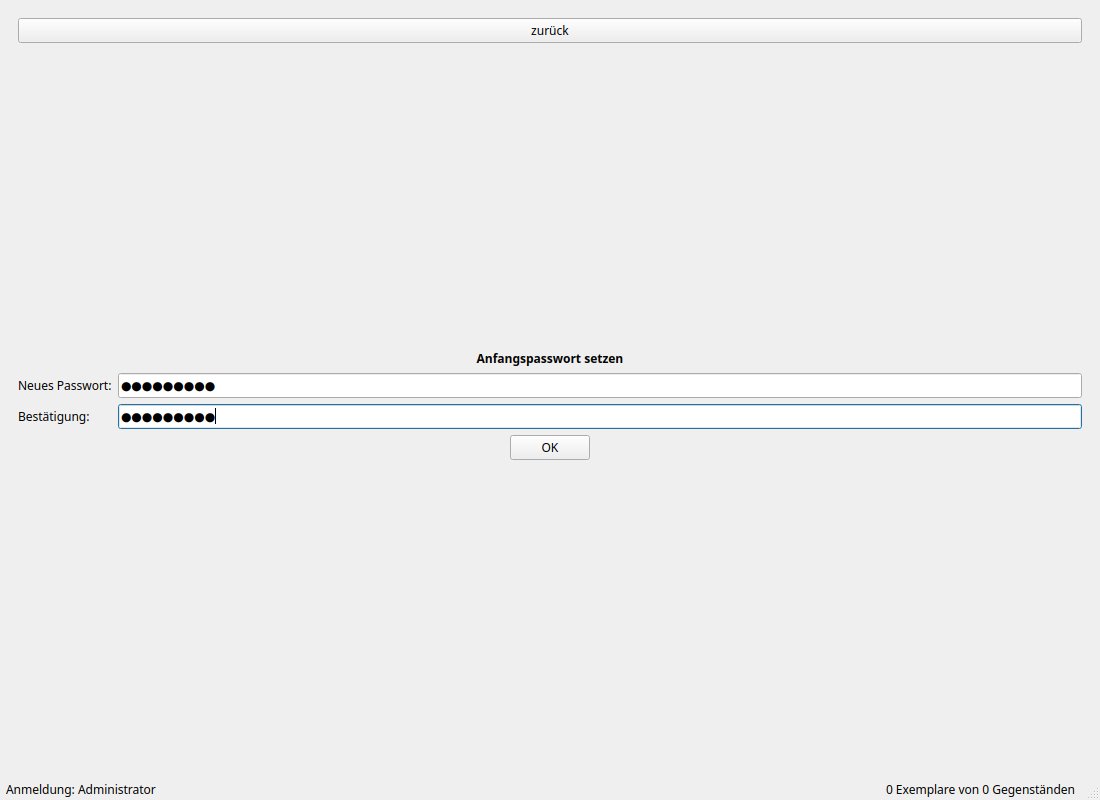 zurück
Anfangspasswort setzen
Neues Passwort: ●●●●●●●●●
Bestätigung: ●●●●●●●●●
OK
Anmeldung: Administrator
0 Exemplare von 0 Gegenständen